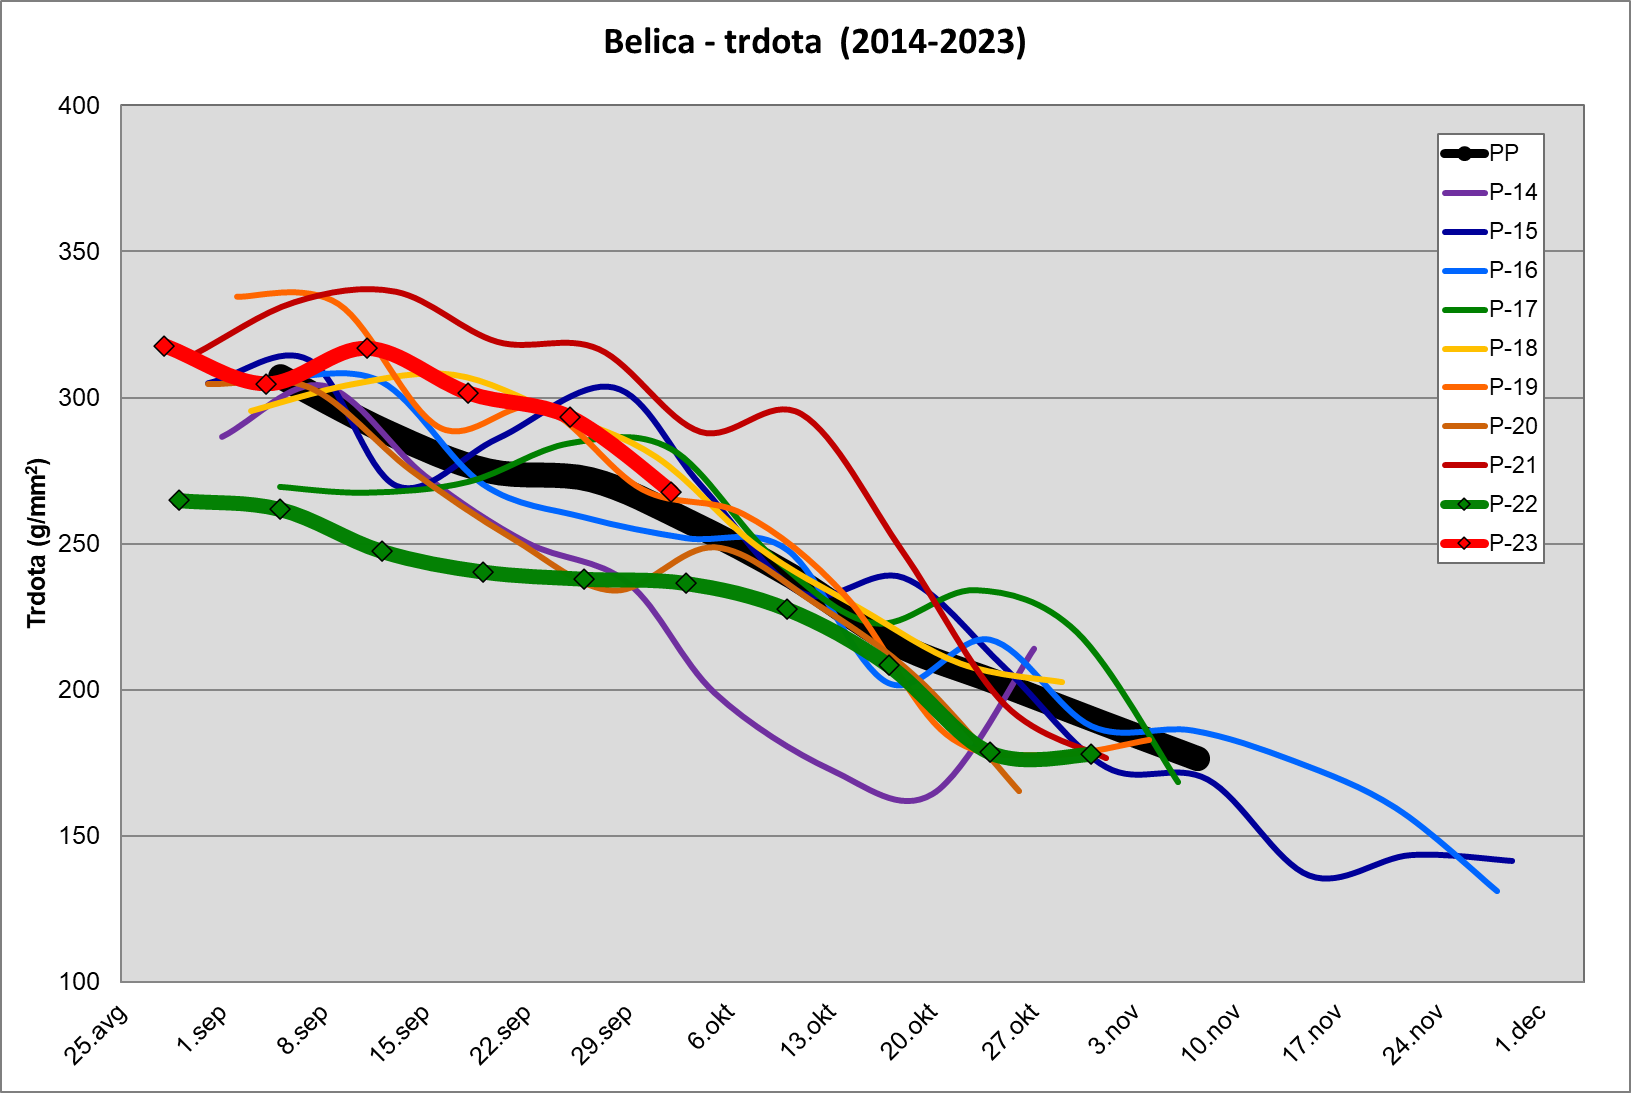 Belica - trdota  (2014-2023)
Trdota (g/mm²)
400
350
300
250
200
150
100
25.avg
1.sep
8.sep
15.sep
22.sep
29.sep
6.okt
13.okt
20.okt
27.okt
3.nov
10.nov
17.nov
24.nov
1.dec
PP
P-14
P-15
P-16
P-17
P-18
P-19
P-20
P-21
P-22
P-23